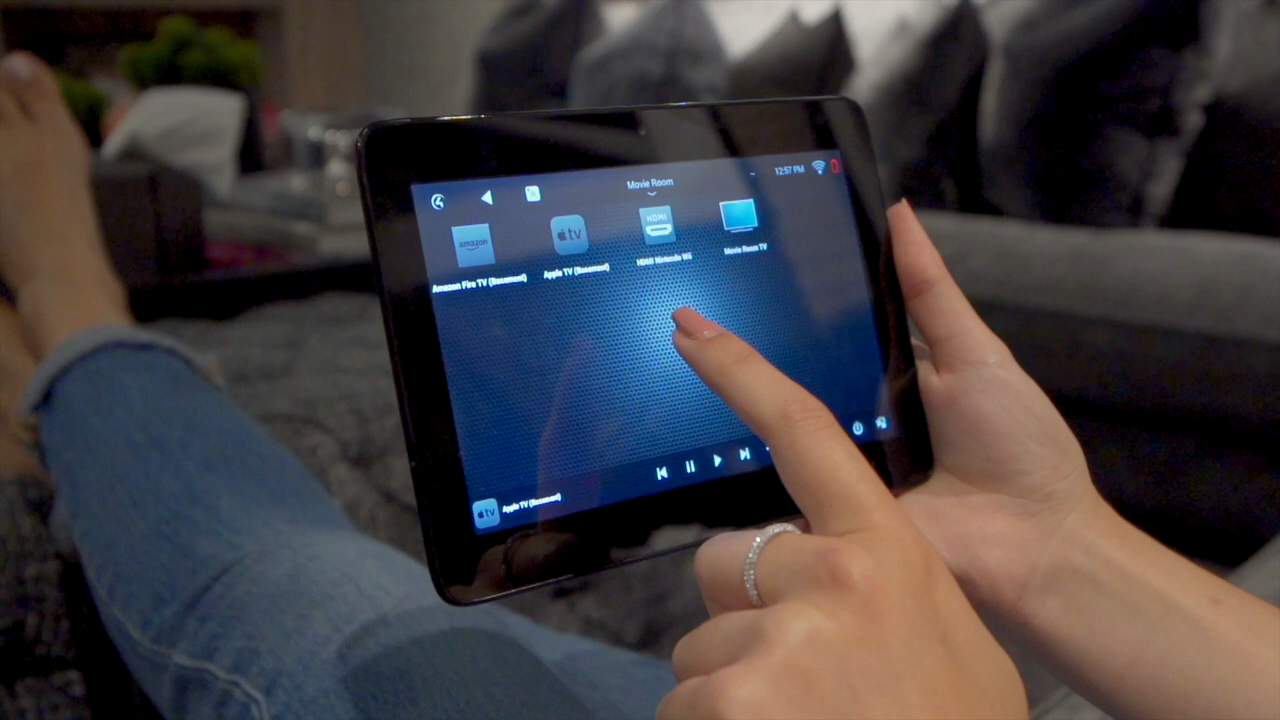 Movie Room
12:57 PM
amazon
Amazon Fire TV (Basement)
tv
Apple TV (Basement)
HDMI
HDMI Nintendo Wii
Movie Room TV
tv
Apple TV (Basement)